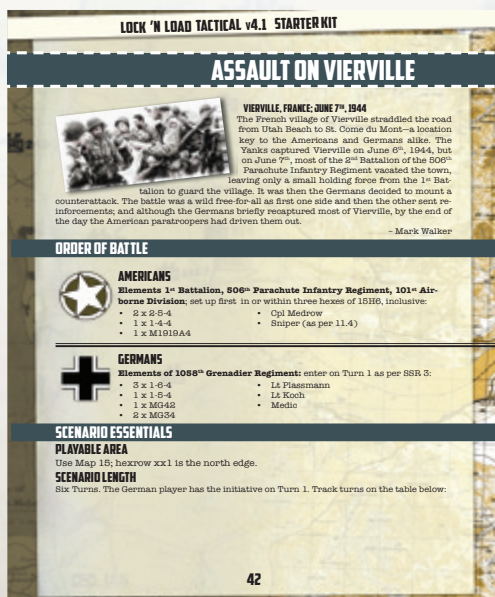 LOCK 'N LOAD TACTICAL v4.1 STARTER KIT
ASSAULT ON VIERVILLE
VIERVILLE, FRANCE; JUNE 7th, 1944
The French village of Vierville straddled the road
from Utah Beach to St. Come du Mont—a location
key to the Americans and Germans alike. The
Yanks captured Vierville on June 6th, 1944, but
on June 7th, most of the 2nd Battalion of the 506th
Parachute Infantry Regiment vacated the town,
leaving only a small holding force from the 1st Bat-
talion to guard the village. It was then the Germans decided to mount a
counterattack. The battle was a wild free-for-all as first one side and then the other sent re-
inforcements; and although the Germans briefly recaptured most of Vierville, by the end of
the day the American paratroopers had driven them out.
– Mark Walker
ORDER OF BATTLE
AMERICANS
Elements 1st Battalion, 506th Parachute Infantry Regiment, 101st Air-
borne Division; set up first in or within three hexes of 15H6, inclusive:
• 2 x 2-5-4
• 1 x 1-4-4
• 1 x M1919A4
• Cpl Medrow
• Sniper (as per 11.4)
GERMANS
Elements of 1058th Grenadier Regiment: enter on Turn 1 as per SSR 3:
• 3 x 1-6-4
• 1 x 1-5-4
• 1 x MG42
• 2 x MG34
• Lt Plassmann
• Lt Koch
• Medic
SCENARIO ESSENTIALS
PLAYABLE AREA
Use Map 15; hexrow xx1 is the north edge.
SCENARIO LENGTH
Six Turns. The German player has the initiative on Turn 1. Track turns on the table below:
42